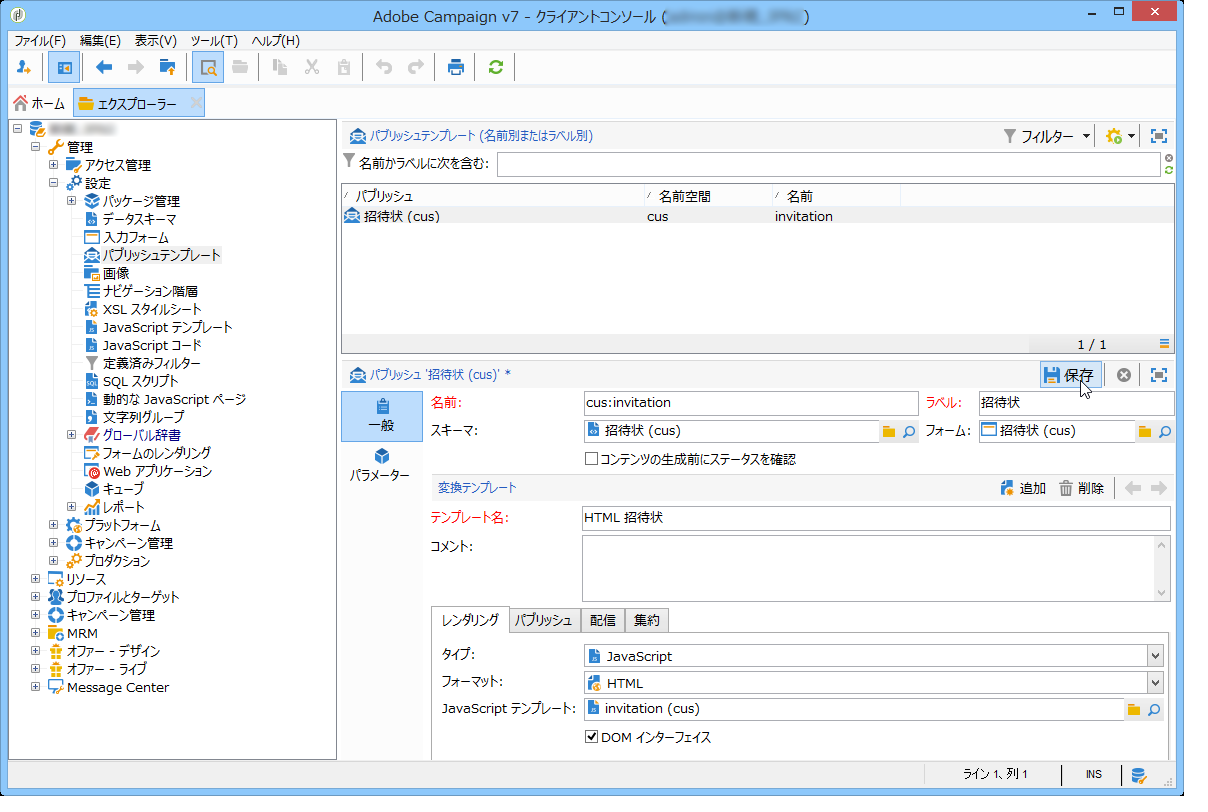 Adobe Campaign v7 - クライアントコンソール (
ファイル(F) 編集(E) 表示(V) ツール(T) ヘルプ(H)
ホーム エクスプローラー
管理
アクセス管理
設定
パッケージ管理
データスキーマ
入力フォーム
パブリッシュテンプレート
画像
ナビゲーション階層
XSL スタイルシート
JavaScript テンプレート
JavaScript コード
定義済みフィルター
SQL スクリプト
動的な JavaScript ページ
文字列グループ
グローバル辞書
フォームのレンダリング
Web アプリケーション
キューブ
レポート
プラットフォーム
キャンペーン管理
プロダクション
リソース
プロファイルとターゲット
キャンペーン管理
MRM
オファー - デザイン
オファー - ライブ
Message Center
パブリッシュテンプレート (名前別またはラベル別) フィルター
名前かラベルに次を含む:
パブリッシュ 名前空間 名前
招待状 (cus) cus invitation
1 / 1
パブリッシュ '招待状 (cus)' * 保存
一般
パラメーター
名前: cus:invitation ラベル: 招待状
スキーマ: 招待状 (cus) フォーム: 招待状 (cus)
コンテンツの生成前にステータスを確認
変換テンプレート 追加 削除
テンプレート名: HTML 招待状
コメント:
レンダリング パブリッシュ 配信 集約
タイプ: JavaScript
フォーマット: HTML
JavaScript テンプレート: invitation (cus)
DOM インターフェイス
ライン 1、列 1 INS